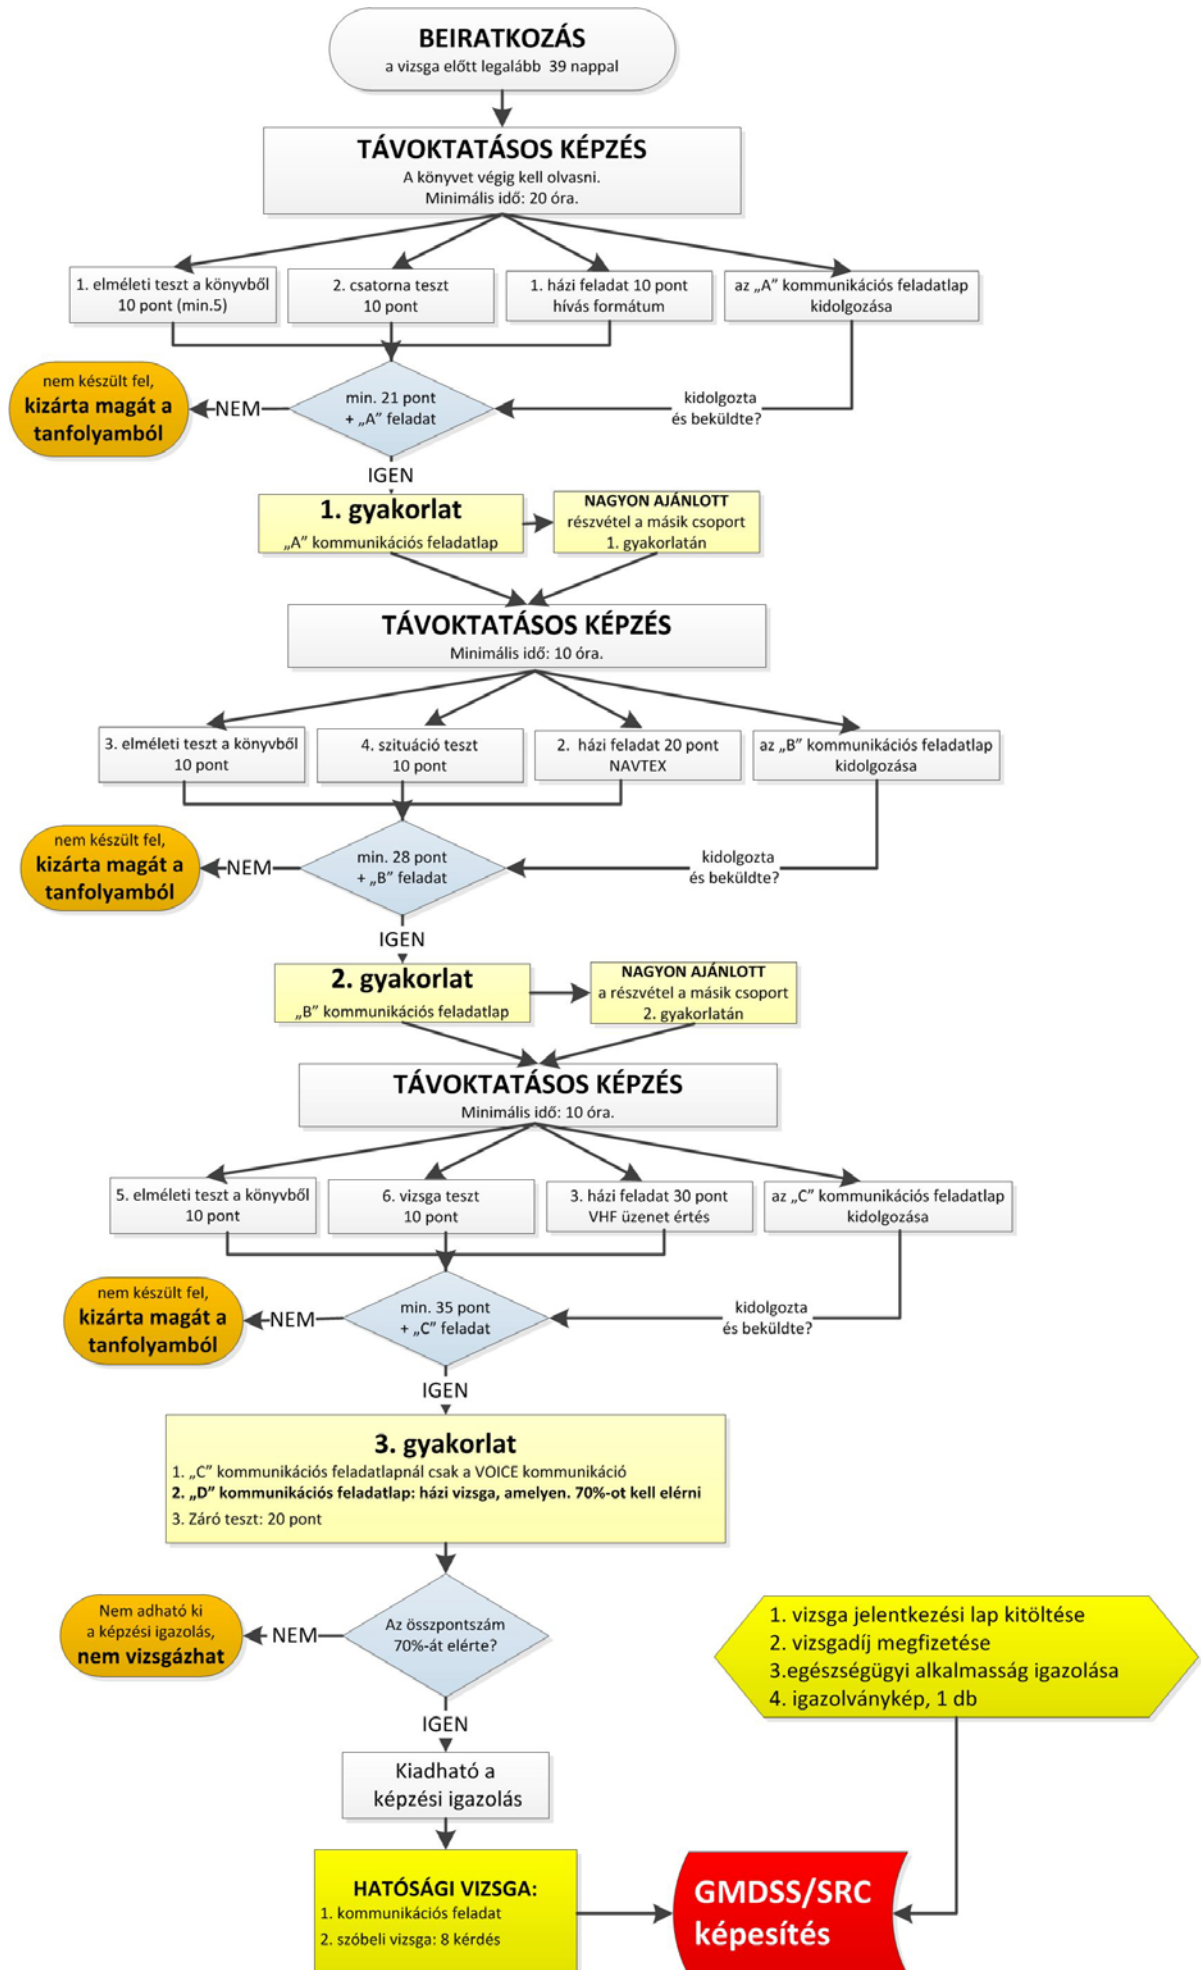 BEIRATKOZÁS
a vizsga előtt legalább 39 nappal
TÁVOKTATÁSOS KÉPZÉS
A könyvet végig kell olvasni.
Minimális idő: 20 óra.
1. elméleti teszt a könyvből
10 pont (min.5)
2. csatorna teszt
10 pont
1. házi feladat 10 pont
hívás formátum
az „A” kommunikációs feladatlap
kidolgozása
nem készült fel,
kizárta magát a
tanfolyamból
NEM
min. 21 pont
+ „A” feladat
kidolgozta
és beküldte?
IGEN
1. gyakorlat
„A” kommunikációs feladatlap
NAGYON AJÁNLOTT
részvétel a másik csoport
1. gyakorlatán
TÁVOKTATÁSOS KÉPZÉS
Minimális idő: 10 óra.
3. elméleti teszt a könyvből
10 pont
4. szituáció teszt
10 pont
2. házi feladat 20 pont
NAVTEX
az „B” kommunikációs feladatlap
kidolgozása
nem készült fel,
kizárta magát a
tanfolyamból
NEM
min. 28 pont
+ „B” feladat
kidolgozta
és beküldte?
IGEN
2. gyakorlat
„B” kommunikációs feladatlap
NAGYON AJÁNLOTT
a részvétel a másik csoport
2. gyakorlatán
TÁVOKTATÁSOS KÉPZÉS
Minimális idő: 10 óra.
5. elméleti teszt a könyvből
10 pont
6. vizsga teszt
10 pont
3. házi feladat 30 pont
VHF üzenet értés
az „C” kommunikációs feladatlap
kidolgozása
nem készült fel,
kizárta magát a
tanfolyamból
NEM
min. 35 pont
+ „C” feladat
kidolgozta
és beküldte?
IGEN
3. gyakorlat
1. „C” kommunikációs feladatlapnál csak a VOICE kommunikáció
2. „D” kommunikációs feladatlap: házi vizsga, amelyen. 70%-ot kell elérni
3. Záró teszt: 20 pont
Nem adható ki
a képzési igazolás,
nem vizsgázhat
NEM
Az összpontszám
70%-át elérte?
1. vizsga jelentkezési lap kitöltése
2. vizsgadíj megfizetése
3.egészségügyi alkalmasság igazolása
4. igazolványkép, 1 db
IGEN
Kiadható a
képzési igazolás
HATÓSÁGI VIZSGA:
1. kommunikációs feladat
2. szóbeli vizsga: 8 kérdés
GMDSS/SRC
képesítés